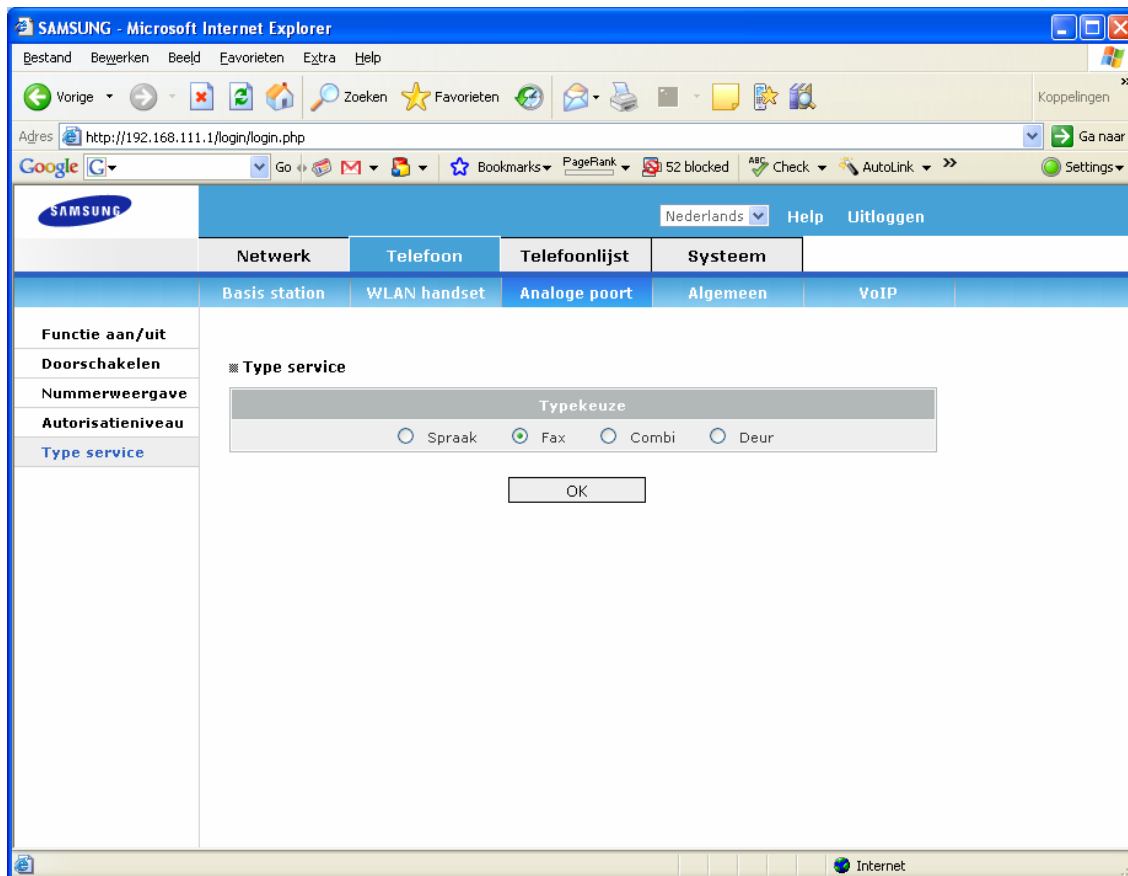 SAMSUNG - Microsoft Internet Explorer
Bestand Bewerken Beeld Favorieten Extra Help
Vorige Zoeken Favorieten Koppelingen »
Adres http://192.168.111.1/login/login.php Ga naar
Google G Go Bookmarks PageRank 52 blocked ABC Check AutoLink » Settings
SAMSUNG
Nederlands Help Uitloggen
Netwerk Telefoon Telefoonlijst Systeem
Basis station WLAN handset Analoge poort Algemeen VoIP
Functie aan/uit
Doorschakelen
Nummerweergave
Autorisatieniveau
Type service
Type service
Typekeuze
Spraak Fax Combi Deur
OK
Internet